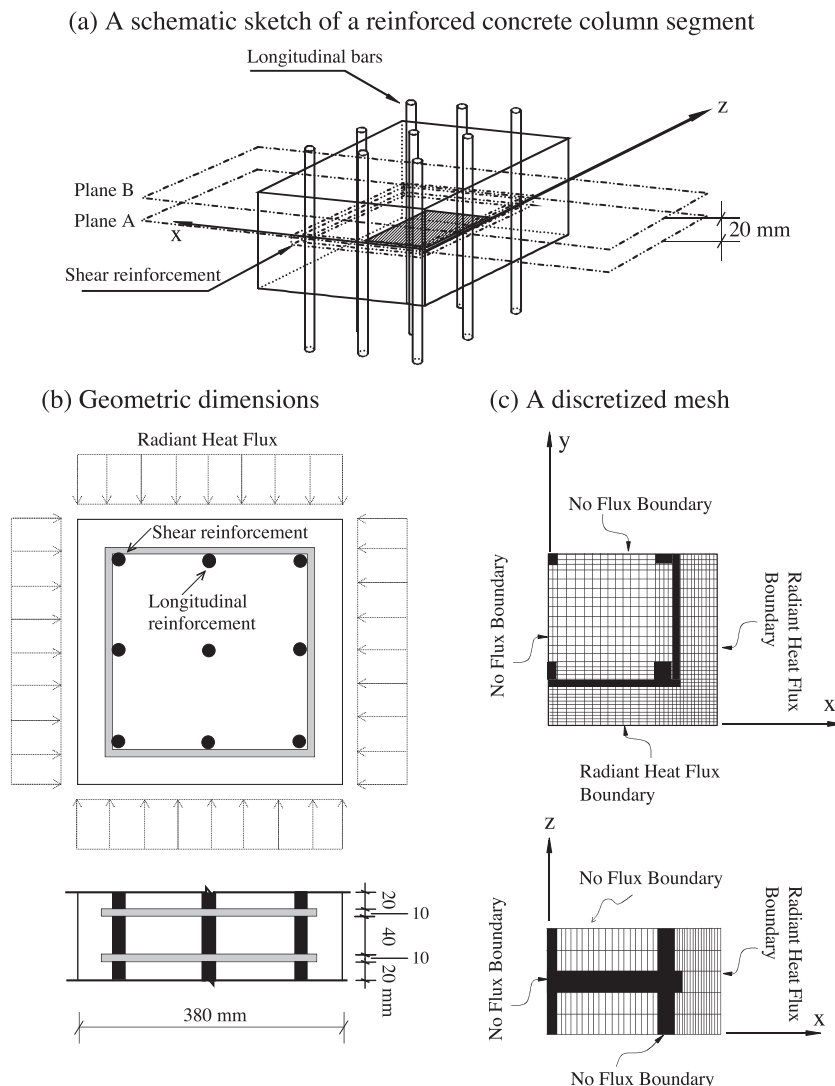 (a) A schematic sketch of a reinforced concrete column segment
Longitudinal bars
z
Plane B
Plane A
x
20 mm
Shear reinforcement
(b) Geometric dimensions
Radiant Heat Flux
Shear reinforcement
Longitudinal
reinforcement
20
10
40
10
20 mm
380 mm
(c) A discretized mesh
y
No Flux Boundary
No Flux Boundary
Radiant Heat Flux
Boundary
x
Radiant Heat Flux
Boundary
z
No Flux Boundary
No Flux Boundary
Radiant Heat Flux
Boundary
x
No Flux Boundary